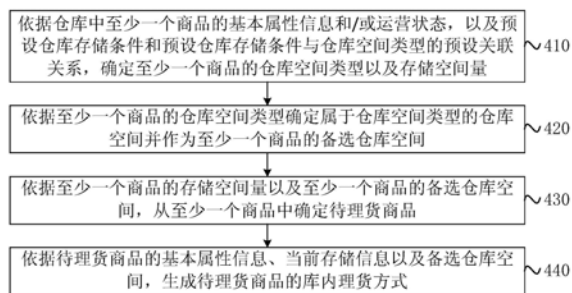 依据仓库中至少一个商品的基本属性信息和/或运营状态，以及预
设仓库存储条件和预设仓库存储条件与仓库空间类型的预设关联
关系，确定至少一个商品的仓库空间类型以及存储空间量
410
依据至少一个商品的仓库空间类型确定属于仓库空间类型的仓库
空间并作为至少一个商品的备选仓库空间
420
依据至少一个商品的存储空间量以及至少一个商品的备选仓库空
间，从至少一个商品中确定待理货商品
430
依据待理货商品的基本属性信息、当前存储信息以及备选仓库空
间，生成待理货商品的库内理货方式
440